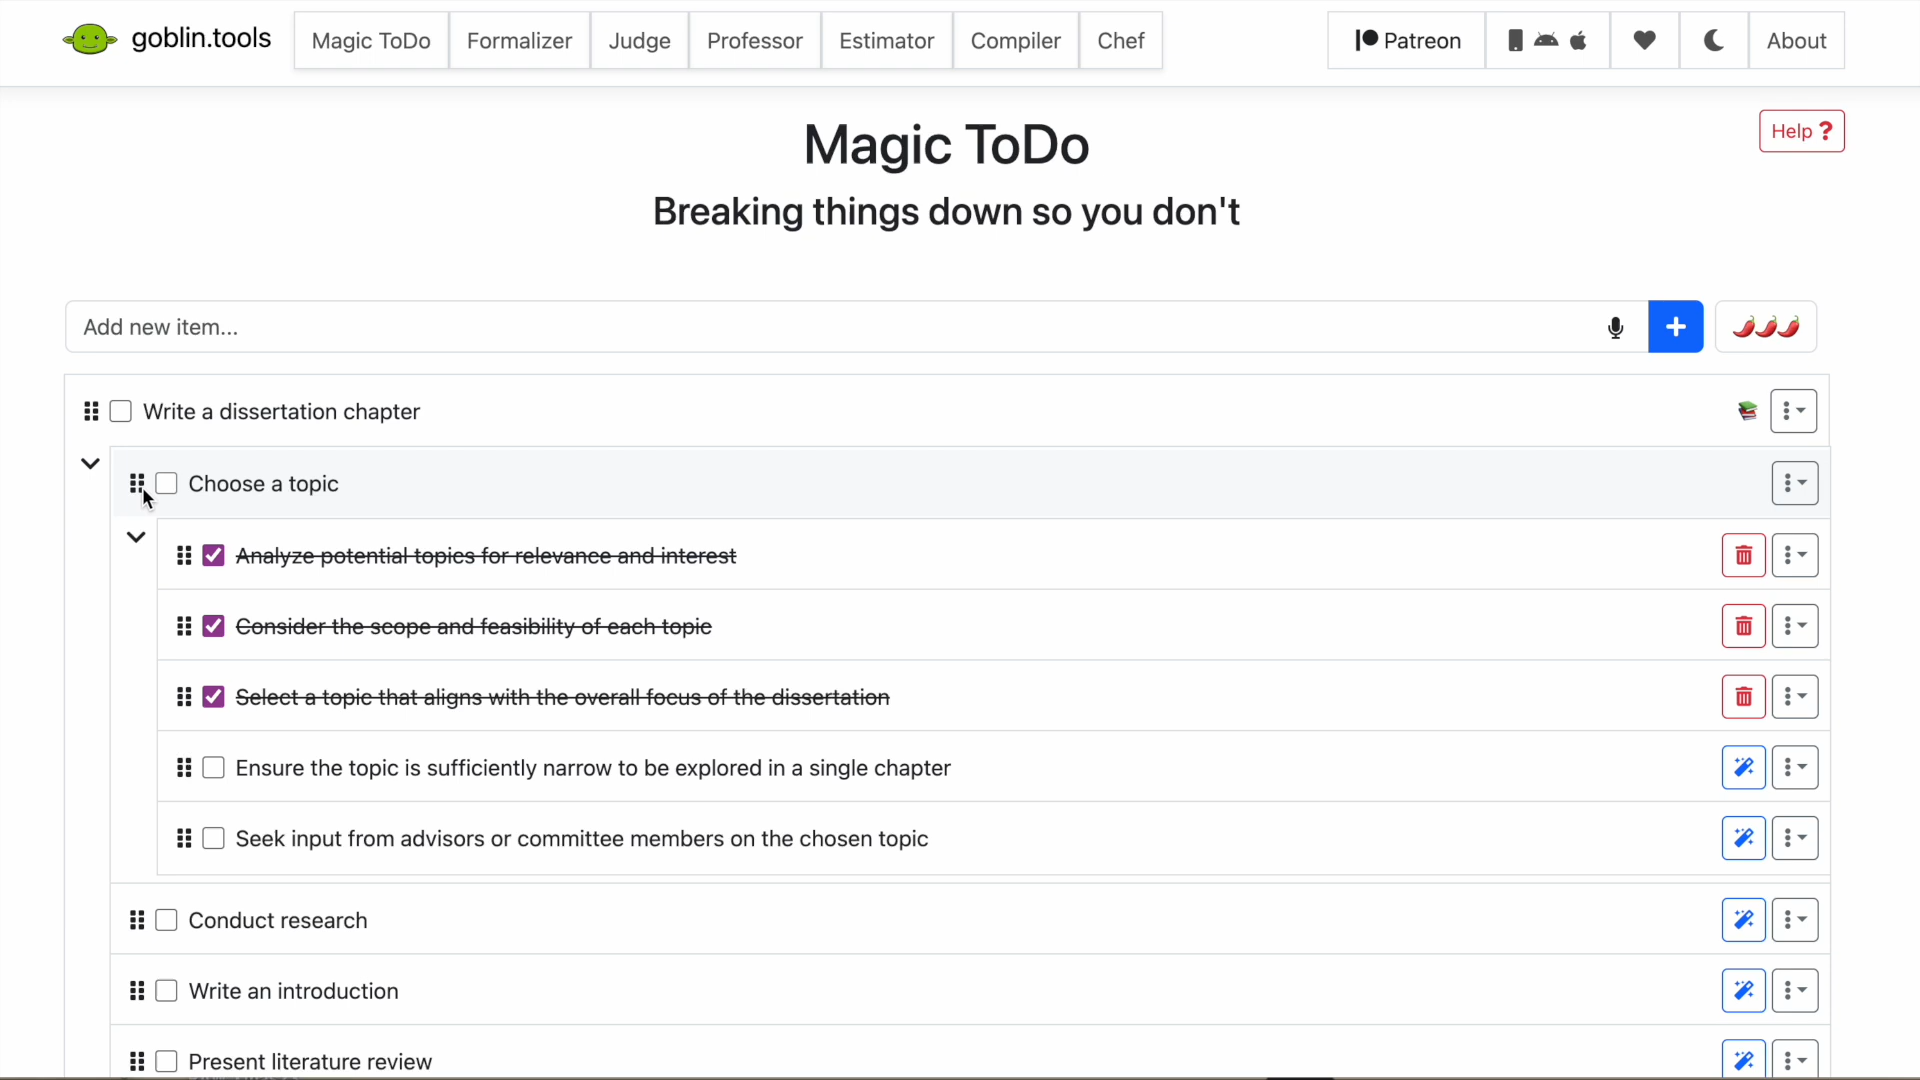 goblin.tools
Magic ToDo
Formalizer
Judge
Professor
Estimator
Compiler
Chef
Patreon
About
Help ?
Magic ToDo
Breaking things down so you don't
Add new item...
Write a dissertation chapter
Choose a topic
Analyze potential topics for relevance and interest
Consider the scope and feasibility of each topic
Select a topic that aligns with the overall focus of the dissertation
Ensure the topic is sufficiently narrow to be explored in a single chapter
Seek input from advisors or committee members on the chosen topic
Conduct research
Write an introduction
Present literature review